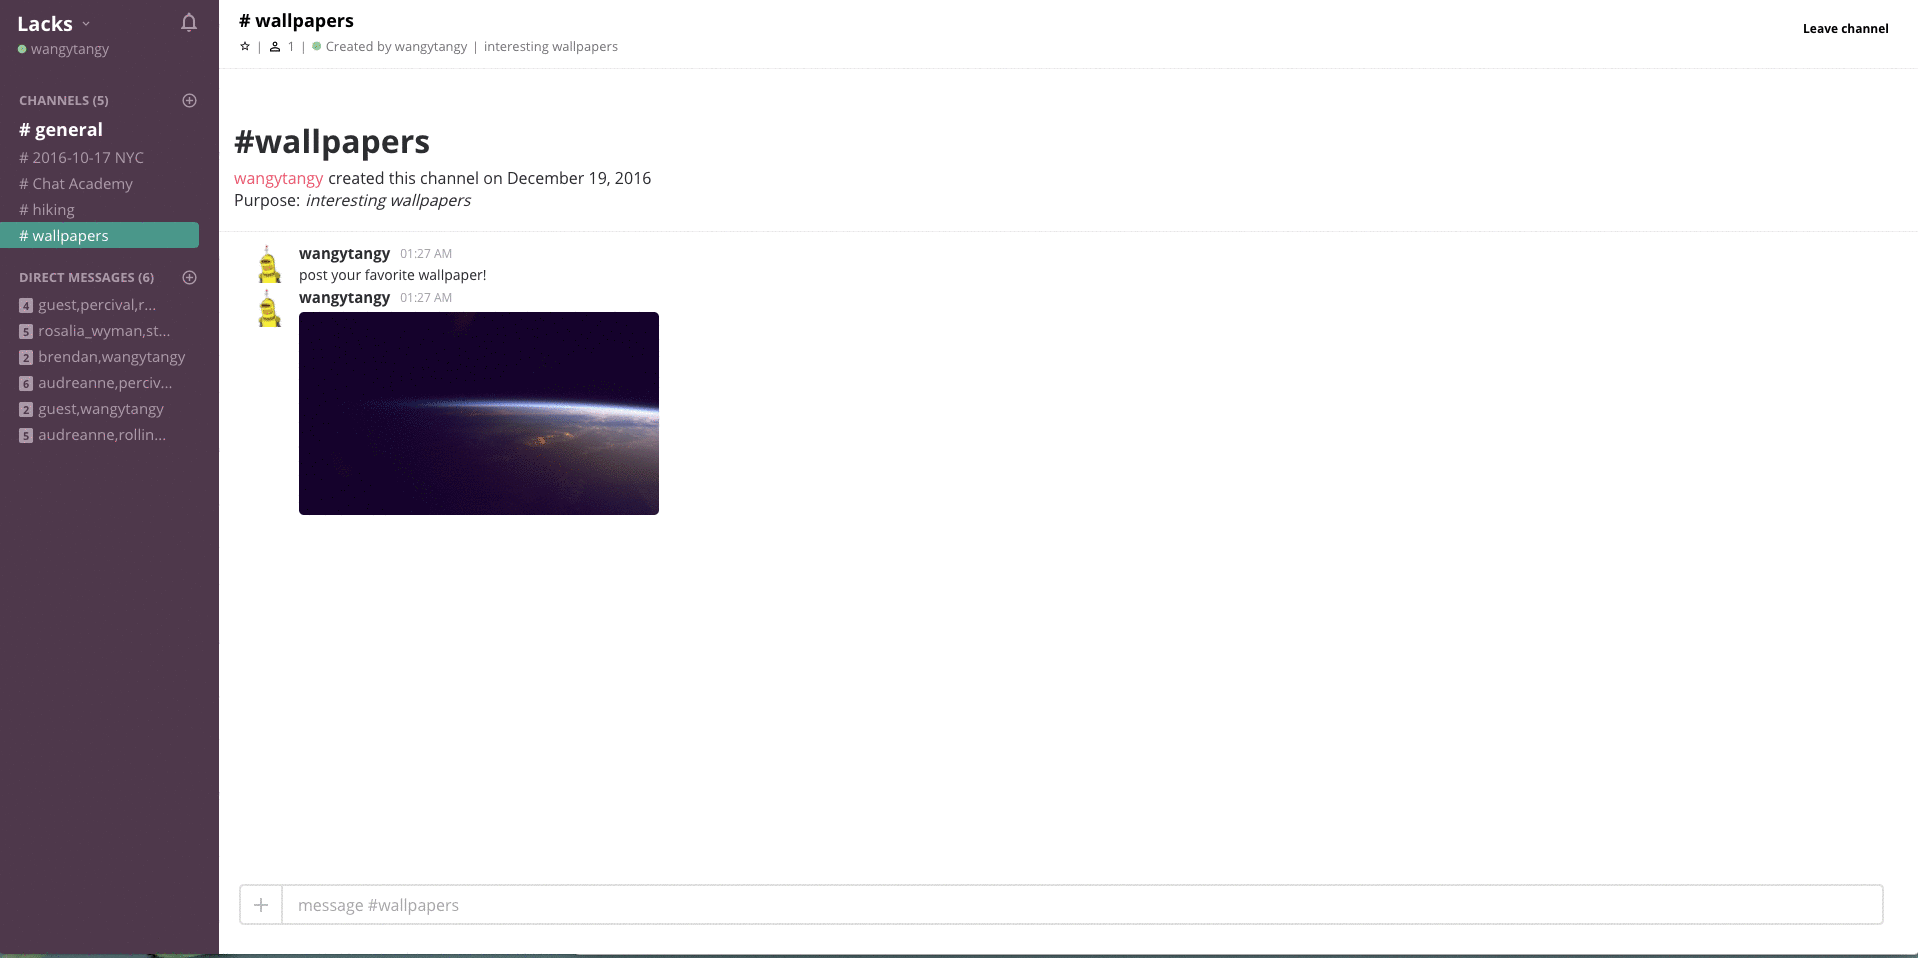 Lacks
wangytangy
CHANNELS (5)
# general
# 2016-10-17 NYC
# Chat Academy
# hiking
# wallpapers
DIRECT MESSAGES (6)
4 guest,percival,r...
5 rosalia_wyman,st...
2 brendan,wangytangy
6 audreanne,perciv...
2 guest,wangytangy
5 audreanne,rollin...
# wallpapers
| 1 | Created by wangytangy | interesting wallpapers
Leave channel
#wallpapers
wangytangy created this channel on December 19, 2016
Purpose: interesting wallpapers
wangytangy 01:27 AM
post your favorite wallpaper!
wangytangy 01:27 AM
message #wallpapers